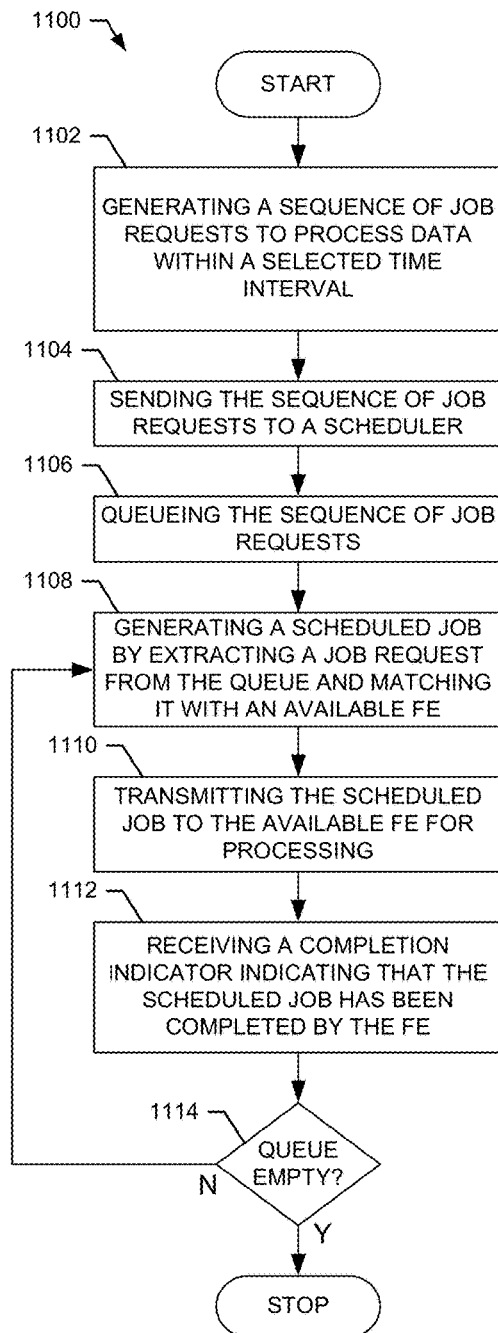 1100
START
1102
GENERATING A SEQUENCE OF JOB
REQUESTS TO PROCESS DATA
WITHIN A SELECTED TIME
INTERVAL
1104
SENDING THE SEQUENCE OF JOB
REQUESTS TO A SCHEDULER
1106
QUEUEING THE SEQUENCE OF JOB
REQUESTS
1108
GENERATING A SCHEDULED JOB
BY EXTRACTING A JOB REQUEST
FROM THE QUEUE AND MATCHING
IT WITH AN AVAILABLE FE
1110
TRANSMITTING THE SCHEDULED
JOB TO THE AVAILABLE FE FOR
PROCESSING
1112
RECEIVING A COMPLETION
INDICATOR INDICATING THAT THE
SCHEDULED JOB HAS BEEN
COMPLETED BY THE FE
1114
QUEUE
EMPTY?
N
Y
STOP